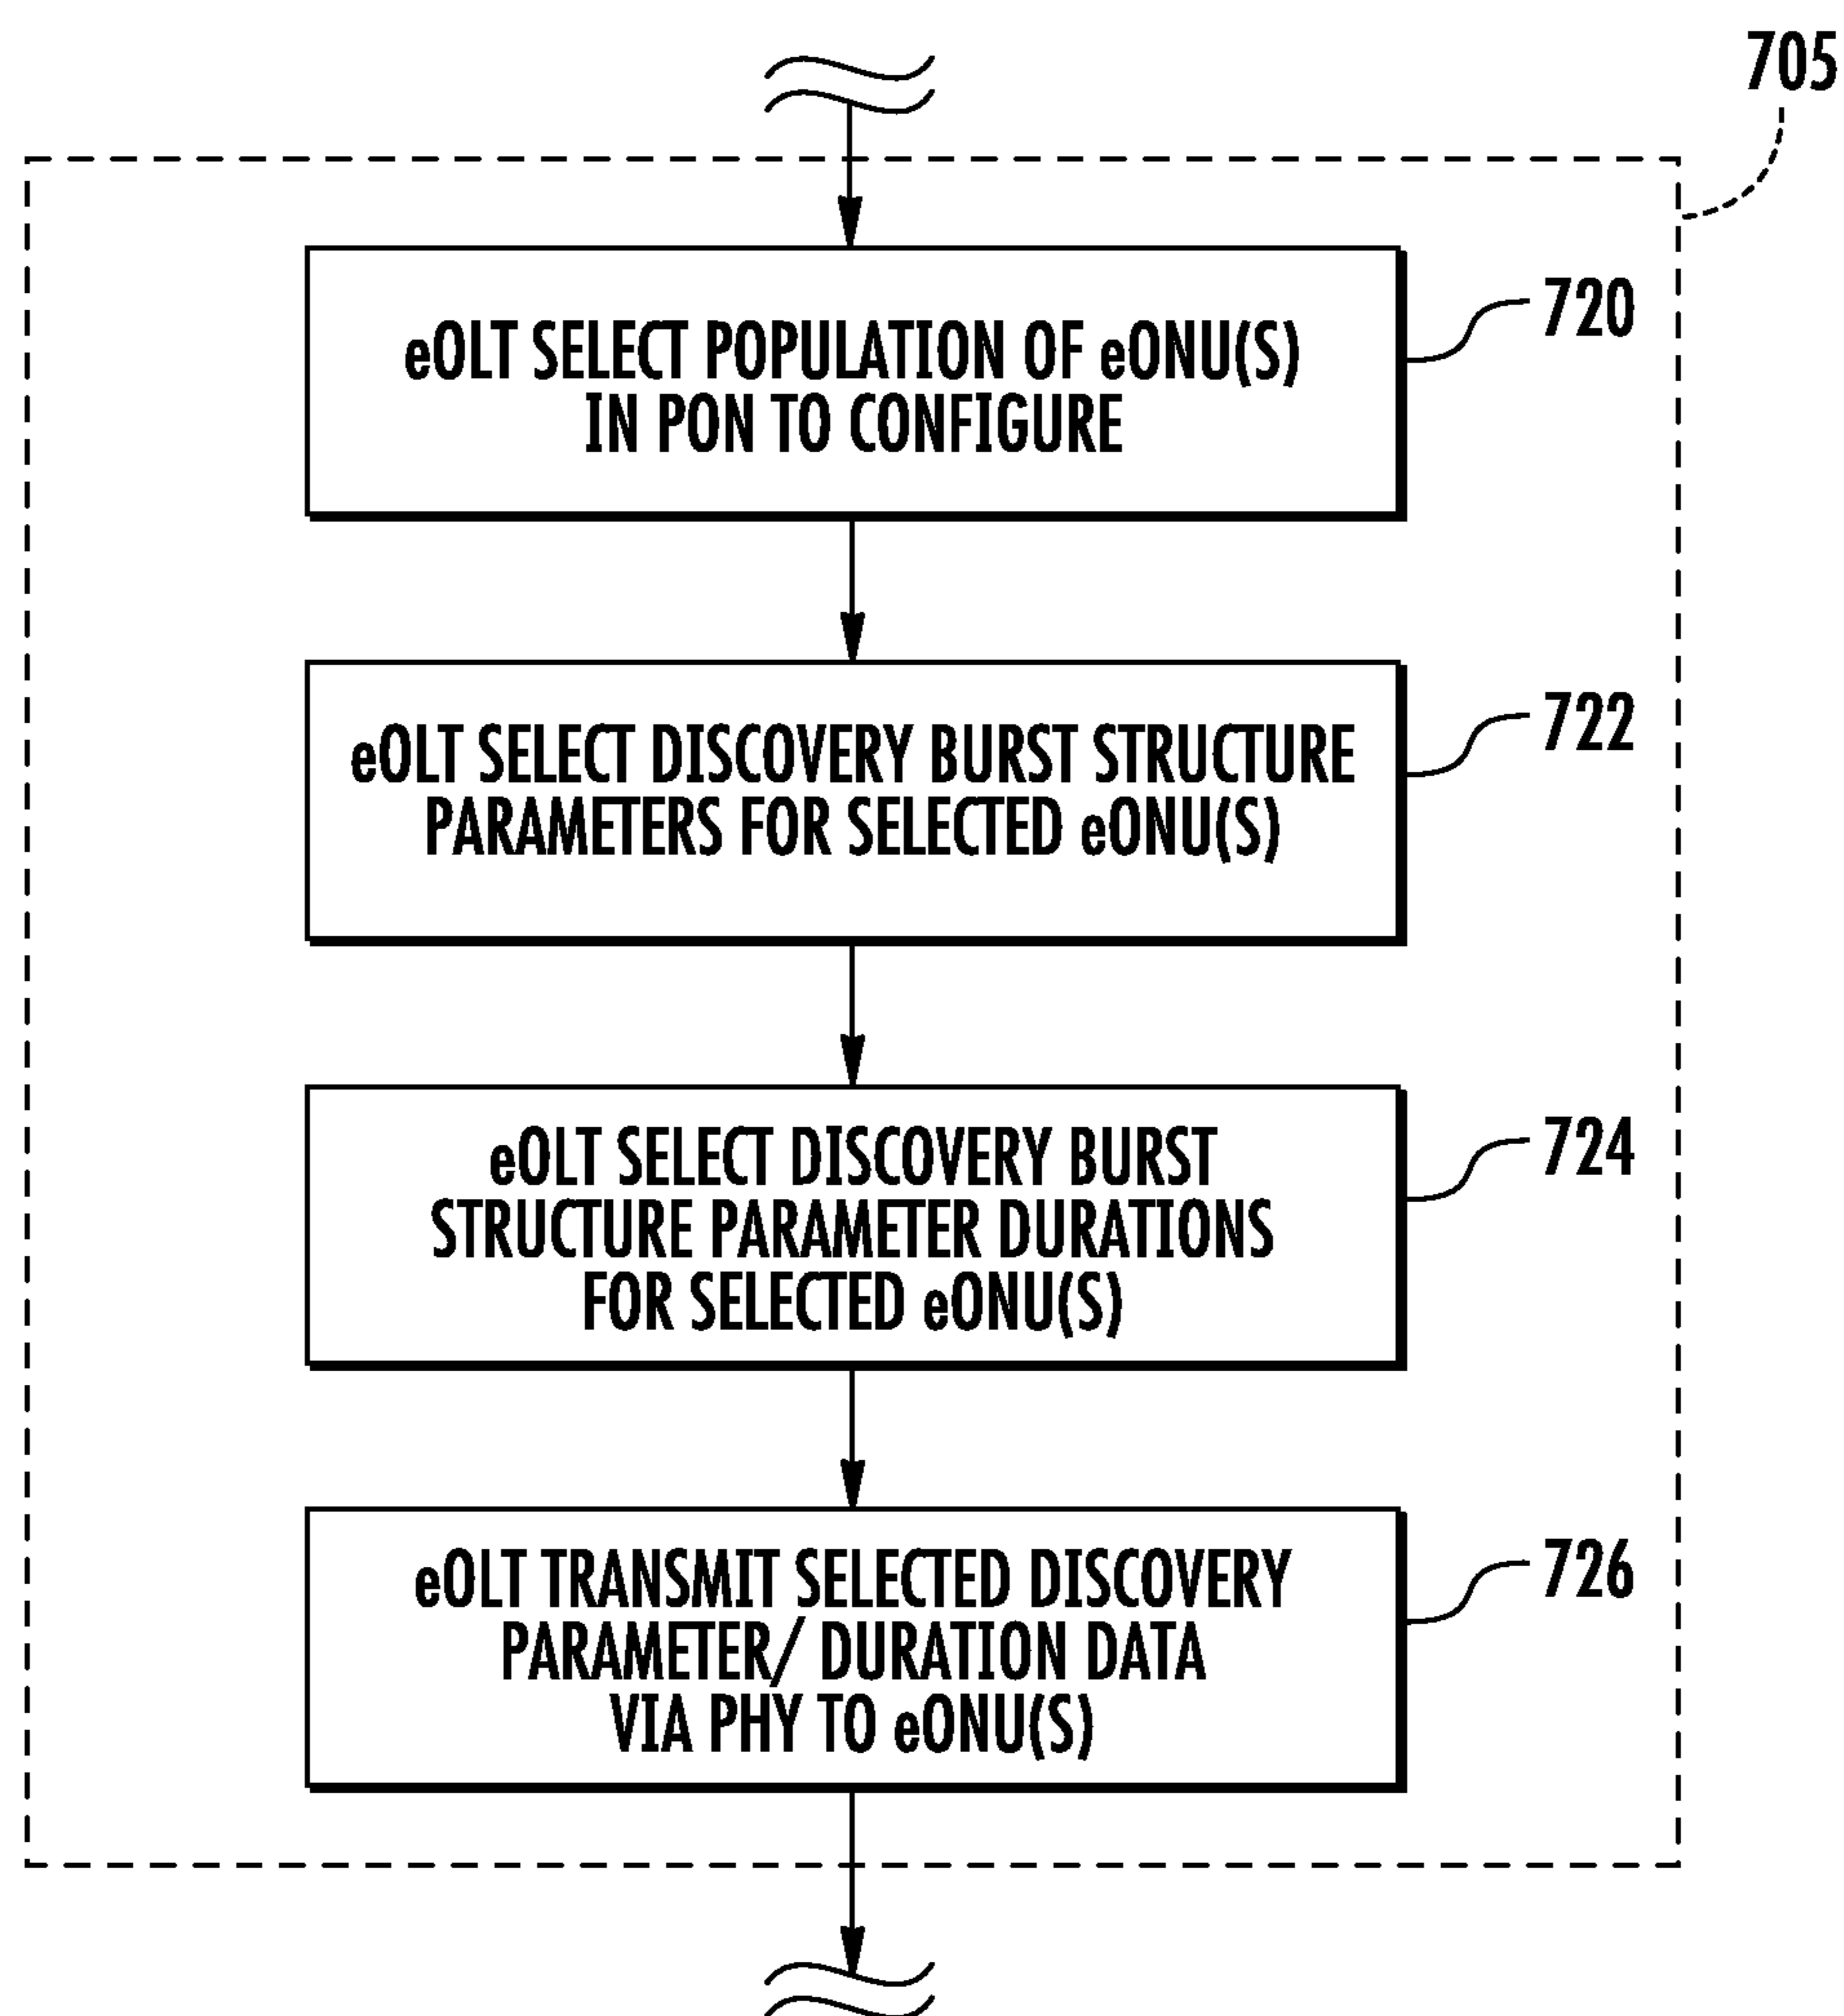 705
eOLT SELECT POPULATION OF eONU(S)
IN PON TO CONFIGURE
720
eOLT SELECT DISCOVERY BURST STRUCTURE
PARAMETERS FOR SELECTED eONU(S)
722
eOLT SELECT DISCOVERY BURST
STRUCTURE PARAMETER DURATIONS
FOR SELECTED eONU(S)
724
eOLT TRANSMIT SELECTED DISCOVERY
PARAMETER/ DURATION DATA
VIA PHY TO eONU(S)
726